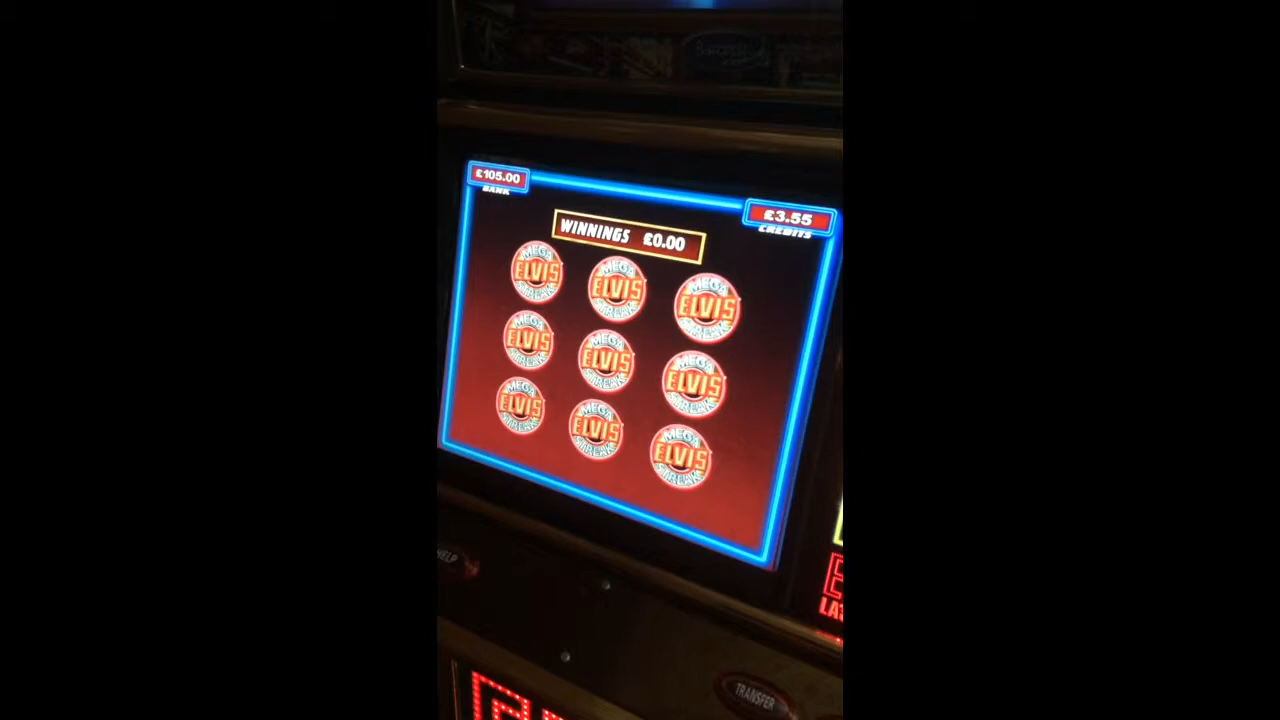 £105.00
BANK
£3.55
CREDITS
WINNINGS £0.00
MEGA
ELVIS
STREAK
MEGA
ELVIS
STREAK
MEGA
ELVIS
STREAK
MEGA
ELVIS
STREAK
MEGA
ELVIS
STREAK
MEGA
ELVIS
STREAK
MEGA
ELVIS
STREAK
MEGA
ELVIS
STREAK
MEGA
ELVIS
STREAK
HELP
TRANSFER